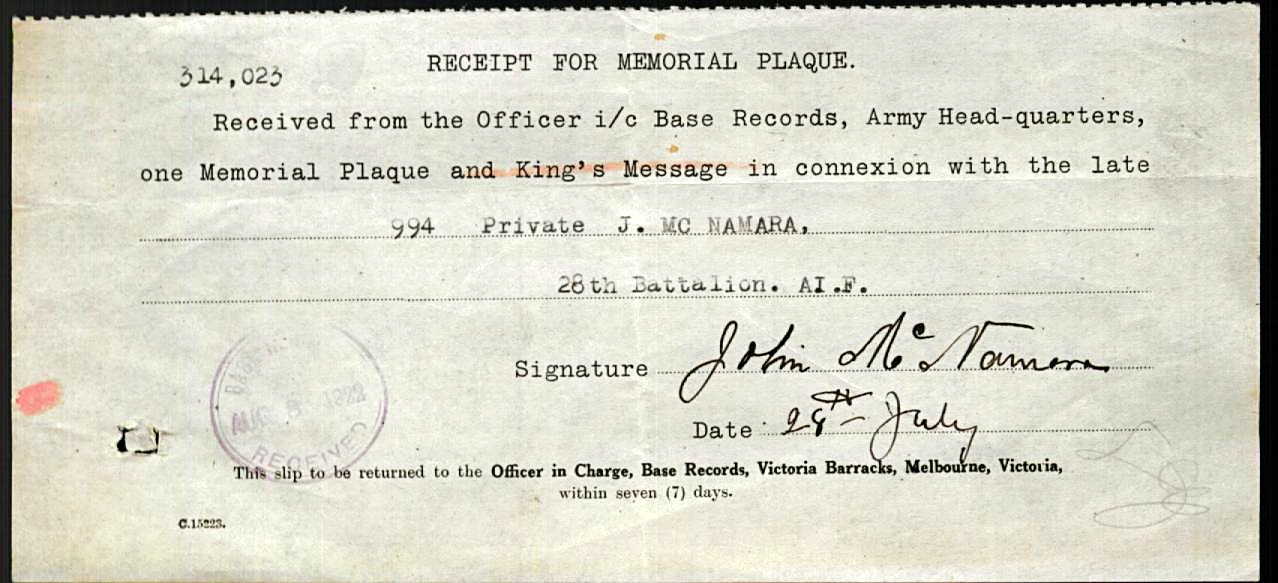 RECEIPT FOR MEMORIAL PLAQUE.
314,023
Received from the Officer i/c Base Records, Army Head-quarters,
one Memorial Plaque and King's Message in connexion with the late
994 Private J. MC NAMARA,
28th Battalion. AI.F.
Signature John McNamara
Date 28th July
AUG 1922
RECEIVED
This slip to be returned to the Officer in Charge, Base Records, Victoria Barracks, Melbourne, Victoria,
within seven (7) days.
C.15223.